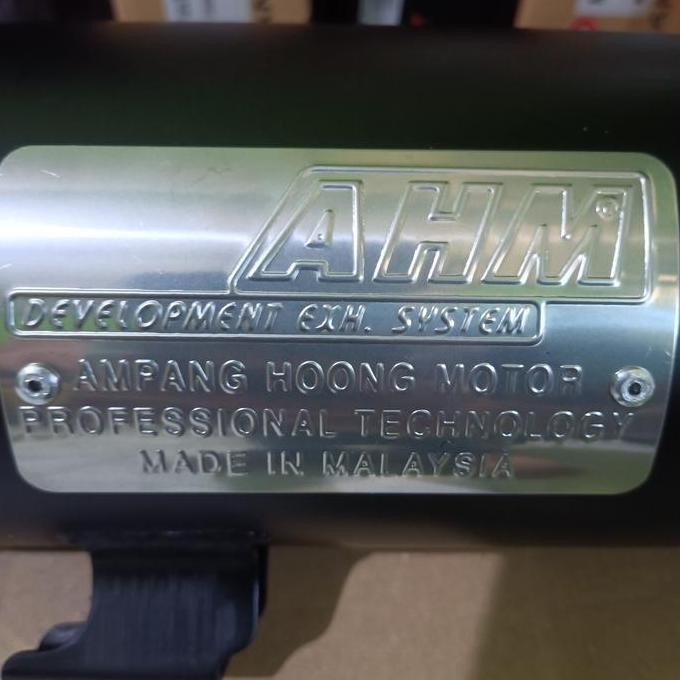 AHM®
DEVELOPMENT EXH. SYSTEM
AMPANG HOONG MOTOR
PROFESSIONAL TECHNOLOGY
MADE IN MALAYSIA